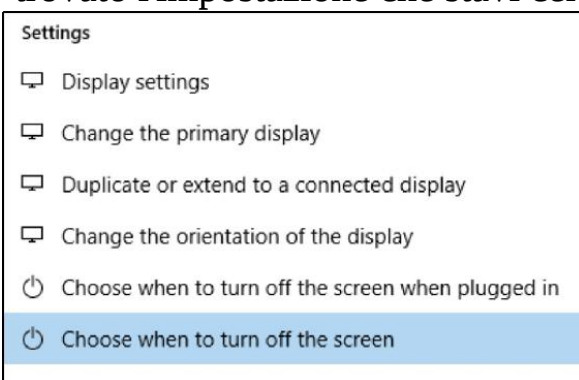 Settings
Display settings
Change the primary display
Duplicate or extend to a connected display
Change the orientation of the display
Choose when to turn off the screen when plugged in
Choose when to turn off the screen